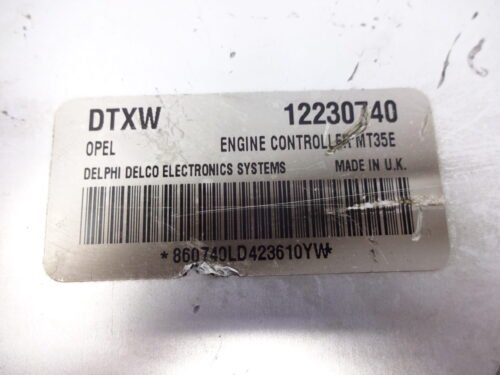 DTXW 12230740
OPEL ENGINE CONTROLLER MT35E
DELPHI DELCO ELECTRONICS SYSTEMS MADE IN U.K.
*860740LD423610YW*